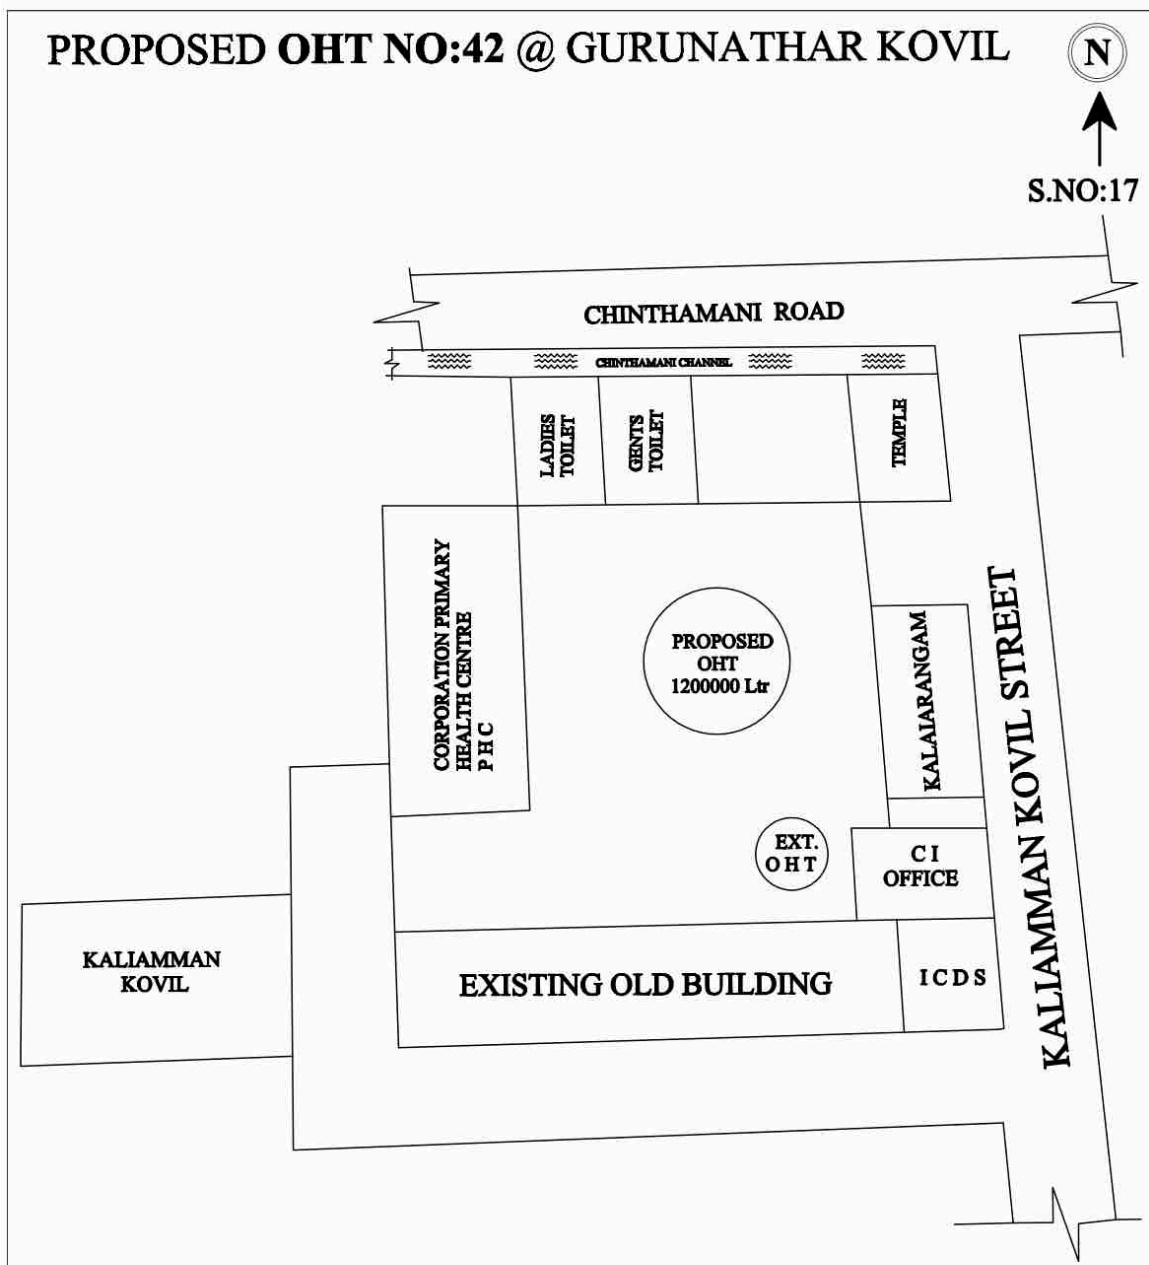 PROPOSED OHT NO:42 @ GURUNATHAR KOVIL
N
S.NO:17
CHINTHAMANI ROAD
CHINTHAMANI CHANNEL
LADIES
TOILET
GENTS
TOILET
TEMPLE
CORPORATION PRIMARY
HEALTH CENTRE
P H C
PROPOSED
OHT
1200000 Ltr
KALAIARANGAM
KALIAMMAN KOVIL STREET
EXT.
O H T
C I
OFFICE
KALIAMMAN
KOVIL
EXISTING OLD BUILDING
I C D S